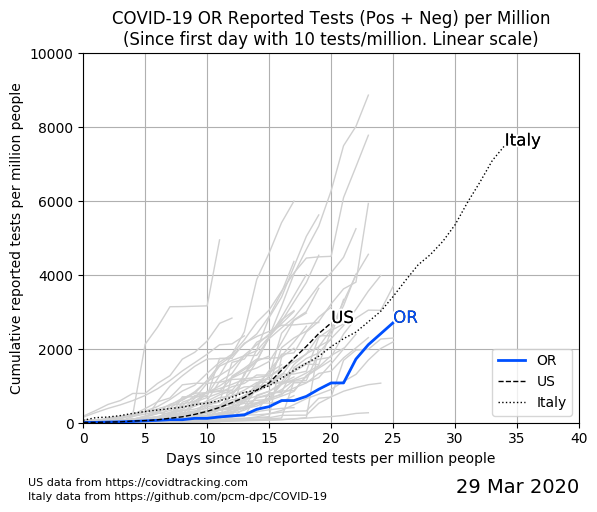 COVID-19 OR Reported Tests (Pos + Neg) per Million
(Since first day with 10 tests/million. Linear scale)
Cumulative reported tests per million people
10000
8000
6000
4000
2000
0
Italy
US
OR
OR
US
Italy
0 5 10 15 20 25 30 35 40
Days since 10 reported tests per million people
US data from https://covidtracking.com
Italy data from https://github.com/pcm-dpc/COVID-19
29 Mar 2020